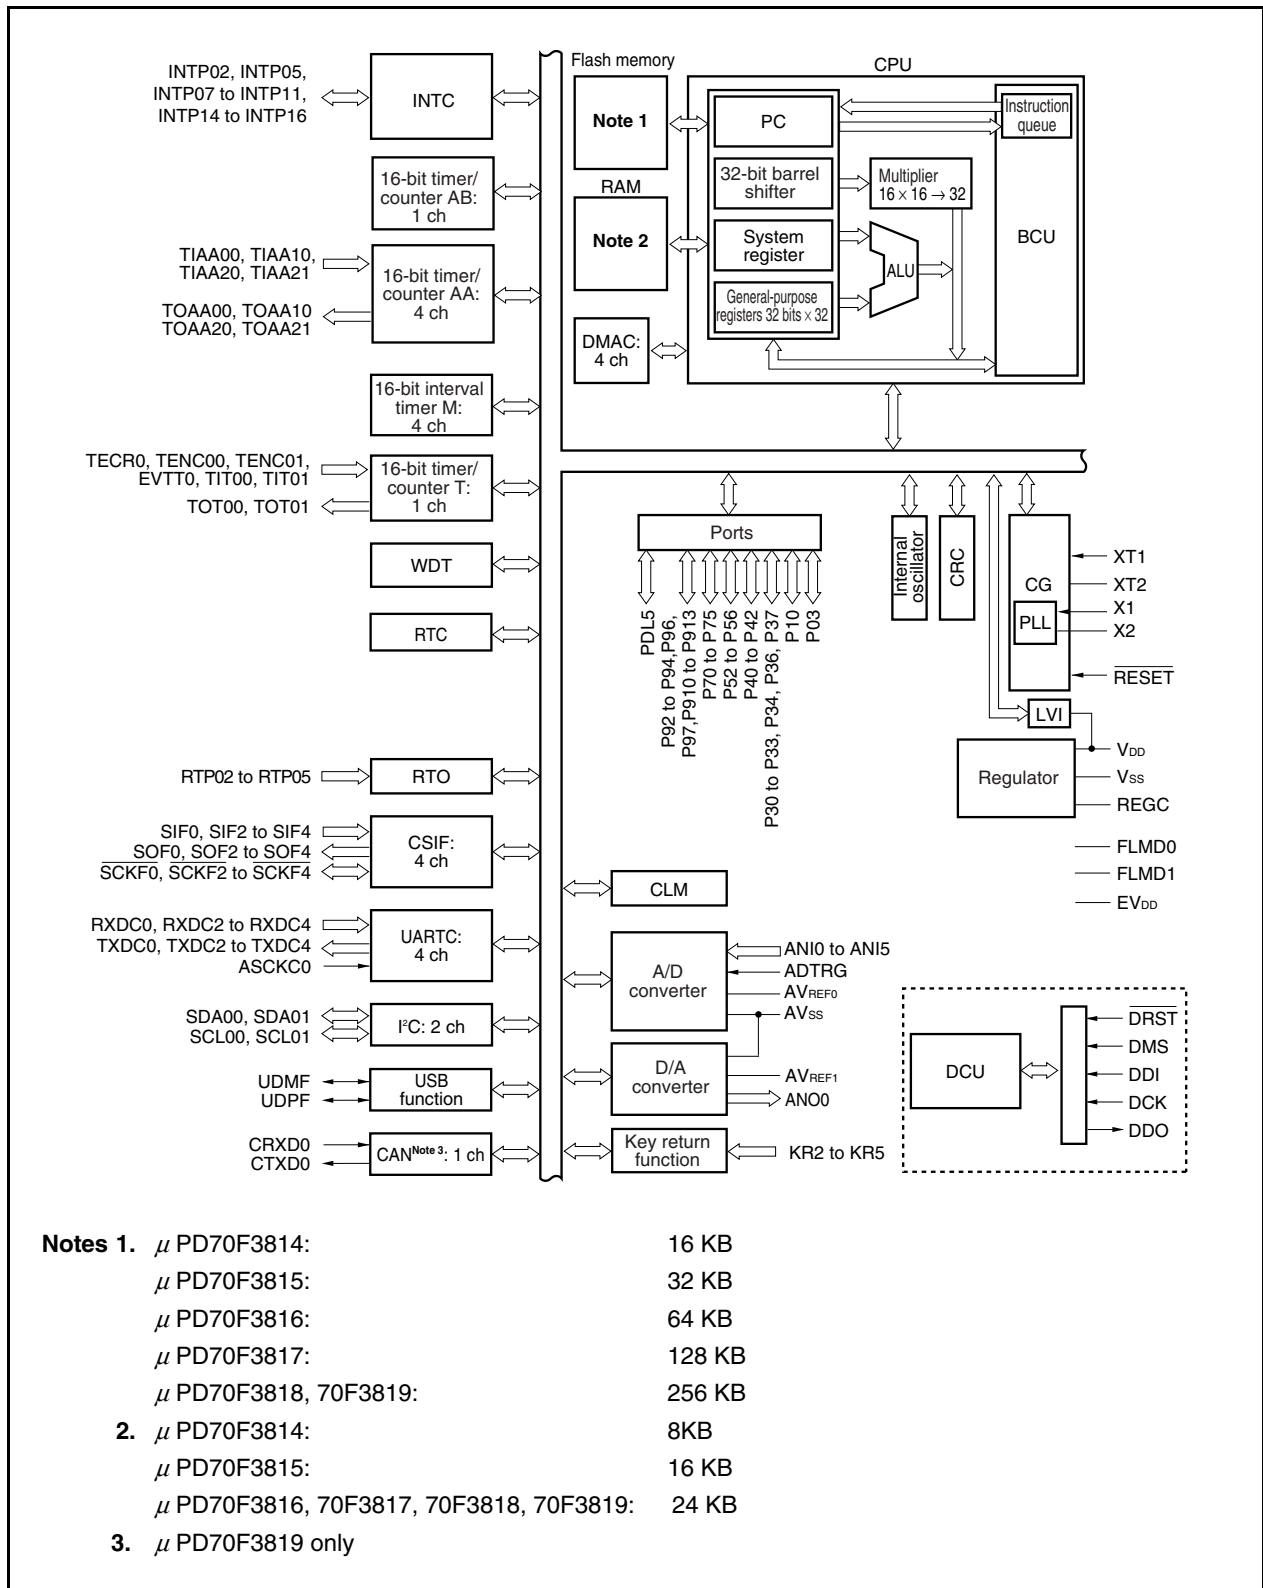 INTP02, INTP05,
INTP07 to INTP11,
INTP14 to INTP16
INTC
16-bit timer/
counter AB:
1 ch
TIAA00, TIAA10,
TIAA20, TIAA21
TOAA00, TOAA10
TOAA20, TOAA21
16-bit timer/
counter AA:
4 ch
16-bit interval
timer M:
4 ch
TECR0, TENC00, TENC01,
EVTT0, TIT00, TIT01
TOT00, TOT01
16-bit timer/
counter T:
1 ch
WDT
RTC
RTP02 to RTP05
RTO
SIF0, SIF2 to SIF4
SOF0, SOF2 to SOF4
SCKF0, SCKF2 to SCKF4
CSIF:
4 ch
RXDC0, RXDC2 to RXDC4
TXDC0, TXDC2 to TXDC4
ASCKC0
UARTC:
4 ch
SDA00, SDA01
SCL00, SCL01
I²C: 2 ch
UDMF
UDPF
USB
function
CRXD0
CTXD0
CAN Note 3: 1 ch
Flash memory
Note 1
RAM
Note 2
DMAC:
4 ch
CPU
PC
32-bit barrel
shifter
System
register
General-purpose
registers 32 bits × 32
Multiplier
16 × 16 → 32
ALU
Instruction
queue
BCU
Ports
PDL5
P92 to P94,P96,
P97,P910 to P913
P70 to P75
P52 to P56
P40 to P42
P30 to P33, P34, P36, P37
P10
P03
Internal
oscillator
CRC
CG
PLL
XT1
XT2
X1
X2
RESET
LVI
Regulator
VDD
VSS
REGC
FLMD0
FLMD1
EVDD
CLM
A/D
converter
ANI0 to ANI5
ADTRG
AVREF0
AVSS
D/A
converter
AVREF1
ANO0
Key return
function
KR2 to KR5
DCU
DRST
DMS
DDI
DCK
DDO
Notes 1. μ PD70F3814: 16 KB
μ PD70F3815: 32 KB
μ PD70F3816: 64 KB
μ PD70F3817: 128 KB
μ PD70F3818, 70F3819: 256 KB
2. μ PD70F3814: 8KB
μ PD70F3815: 16 KB
μ PD70F3816, 70F3817, 70F3818, 70F3819: 24 KB
3. μ PD70F3819 only